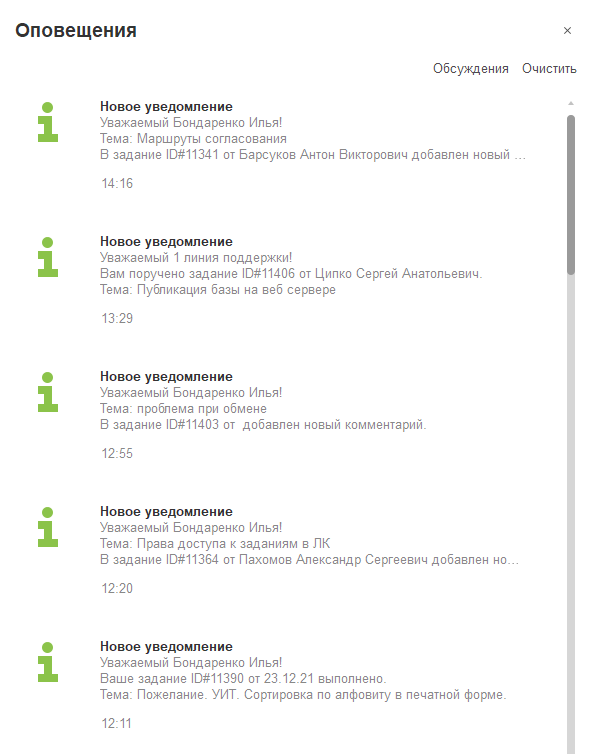 Оповещения ×
Обсуждения Очистить
Новое уведомление
Уважаемый Бондаренко Илья!
Тема: Маршруты согласования
В задание ID#11341 от Барсуков Антон Викторович добавлен новый ...
14:16
Новое уведомление
Уважаемый 1 линия поддержки!
Вам поручено задание ID#11406 от Ципко Сергей Анатольевич.
Тема: Публикация базы на веб сервере
13:29
Новое уведомление
Уважаемый Бондаренко Илья!
Тема: проблема при обмене
В задание ID#11403 от  добавлен новый комментарий.
12:55
Новое уведомление
Уважаемый Бондаренко Илья!
Тема: Права доступа к заданиям в ЛК
В задание ID#11364 от Пахомов Александр Сергеевич добавлен но...
12:20
Новое уведомление
Уважаемый Бондаренко Илья!
Ваше задание ID#11390 от 23.12.21 выполнено.
Тема: Пожелание. УИТ. Сортировка по алфовиту в печатной форме.
12:11